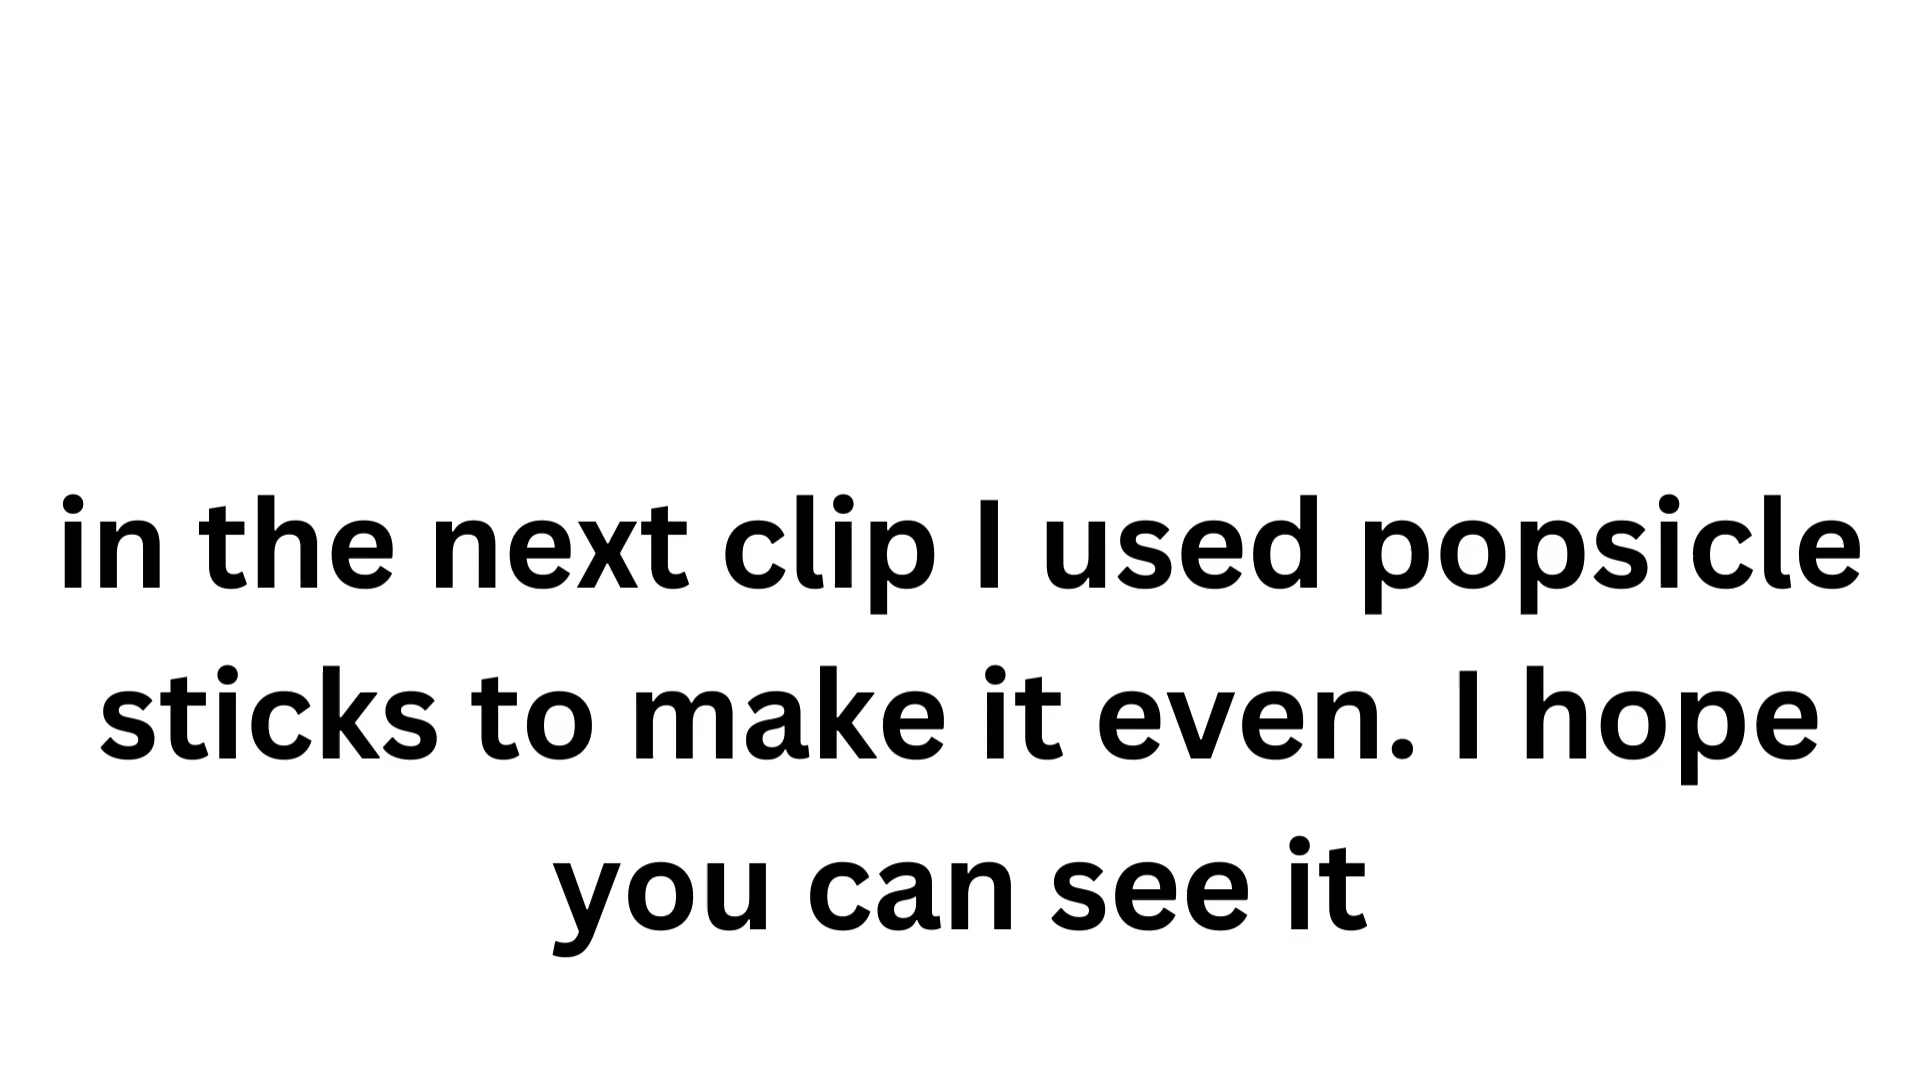 in the next clip I used popsicle
sticks to make it even. I hope
you can see it